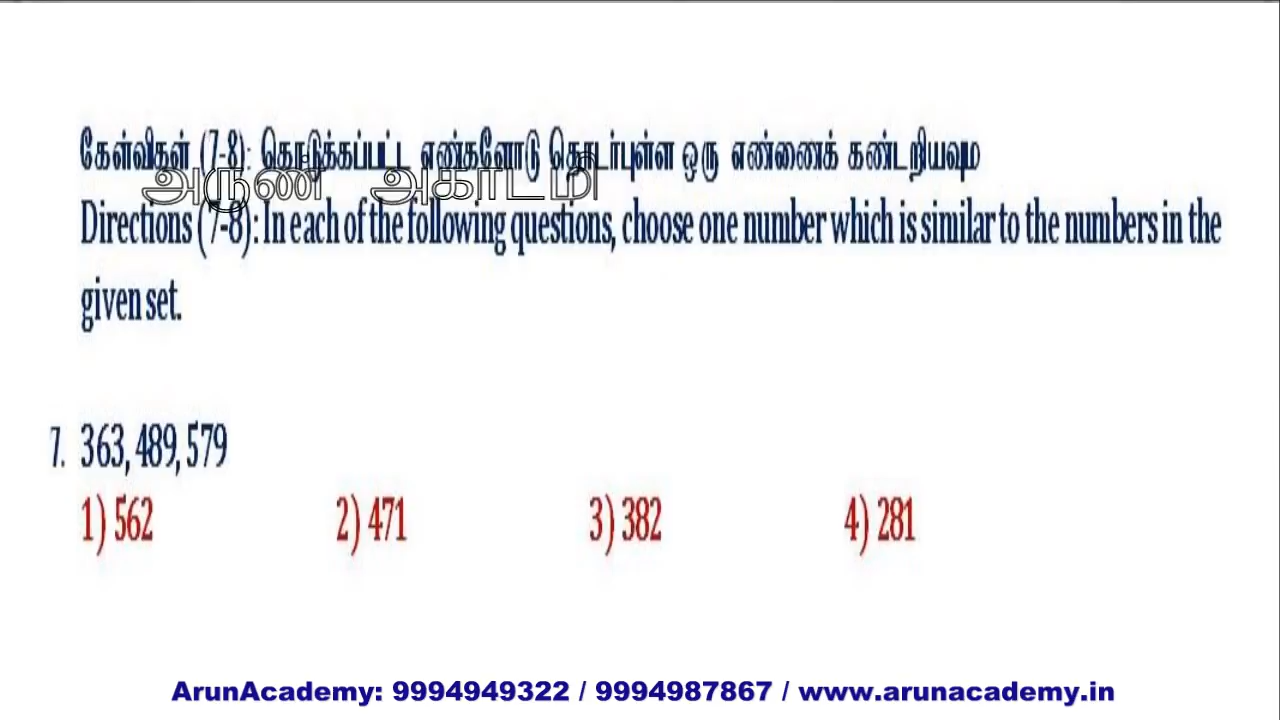 கேள்விகள் (7-8): கொடுக்கப்பட்ட எண்களோடு தொடர்புள்ள ஒரு எண்ணைக் கண்டறியவும
அருண் அகாடமி
Directions (7-8): In each of the following questions, choose one number which is similar to the numbers in the
given set.
7. 363, 489, 579
1) 562 2) 471 3) 382 4) 281
ArunAcademy: 9994949322 / 9994987867 / www.arunacademy.in